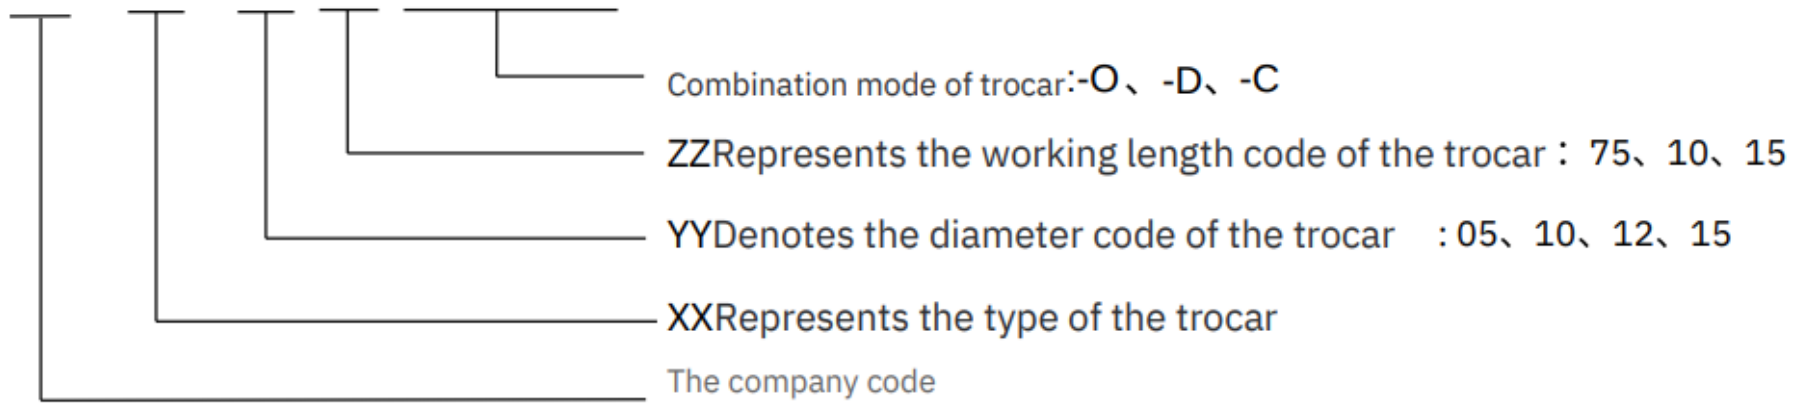 Combination mode of trocar:-O、 -D、 -C
ZZRepresents the working length code of the trocar：75、10、15
YYDenotes the diameter code of the trocar :05、10、12、15
XXRepresents the type of the trocar
The company code